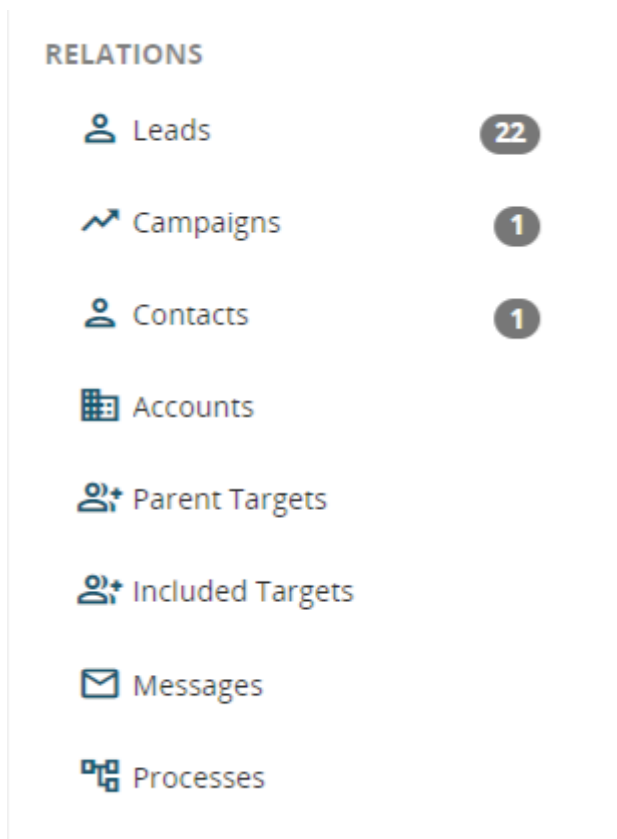 RELATIONS
Leads 22
Campaigns 1
Contacts 1
Accounts
Parent Targets
Included Targets
Messages
Processes